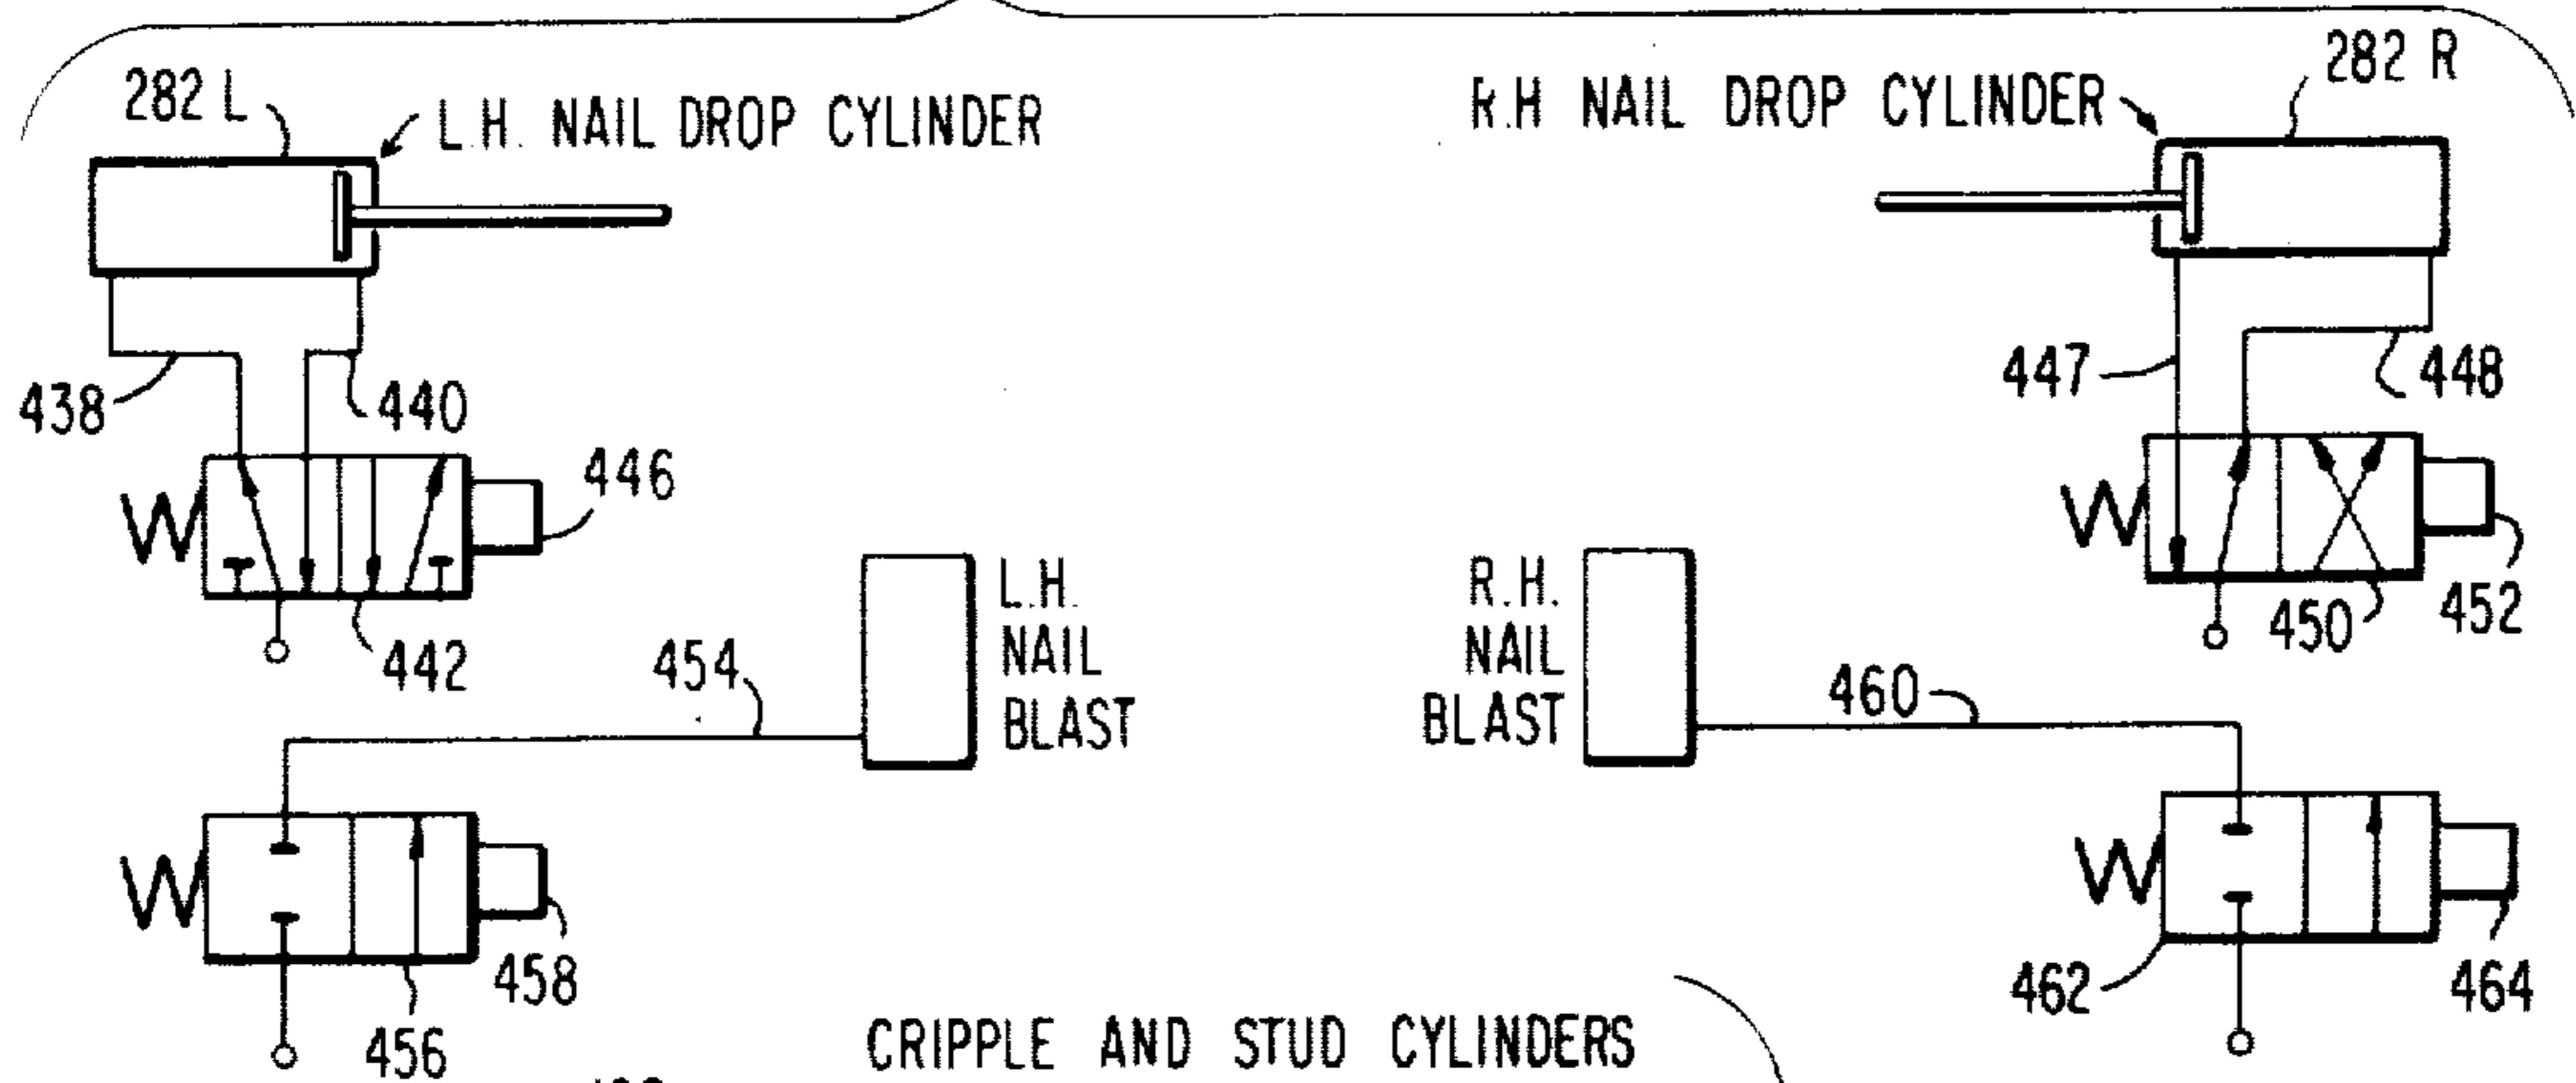 282 L
L.H. NAIL DROP CYLINDER
R.H NAIL DROP CYLINDER
282 R
438
440
446
447
448
442
450
452
454
L.H.
NAIL
BLAST
R.H.
NAIL
BLAST
460
458
456
462
464
CRIPPLE AND STUD CYLINDERS